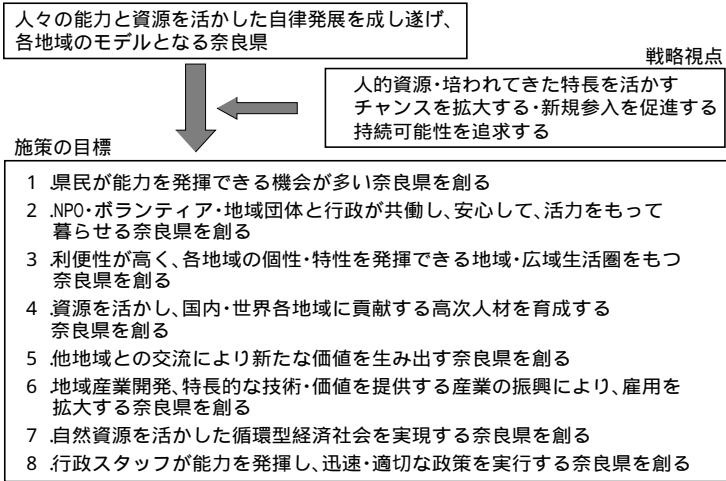 人々の能力と資源を活かした自律発展を成し遂げ、
各地域のモデルとなる奈良県
戦略視点
人的資源・培われてきた特長を活かす
チャンスを拡大する・新規参入を促進する
持続可能性を追求する
施策の目標
1 .県民が能力を発揮できる機会が多い奈良県を創る
2 .NPO・ボランティア・地域団体と行政が共働し、安心して、活力をもって
暮らせる奈良県を創る
3 .利便性が高く、各地域の個性・特性を発揮できる地域・広域生活圏をもつ
奈良県を創る
4 .資源を活かし、国内・世界各地域に貢献する高次人材を育成する
奈良県を創る
5 .他地域との交流により新たな価値を生み出す奈良県を創る
6 .地域産業開発、特長的な技術・価値を提供する産業の振興により、雇用を
拡大する奈良県を創る
7 .自然資源を活かした循環型経済社会を実現する奈良県を創る
8 .行政スタッフが能力を発揮し、迅速・適切な政策を実行する奈良県を創る